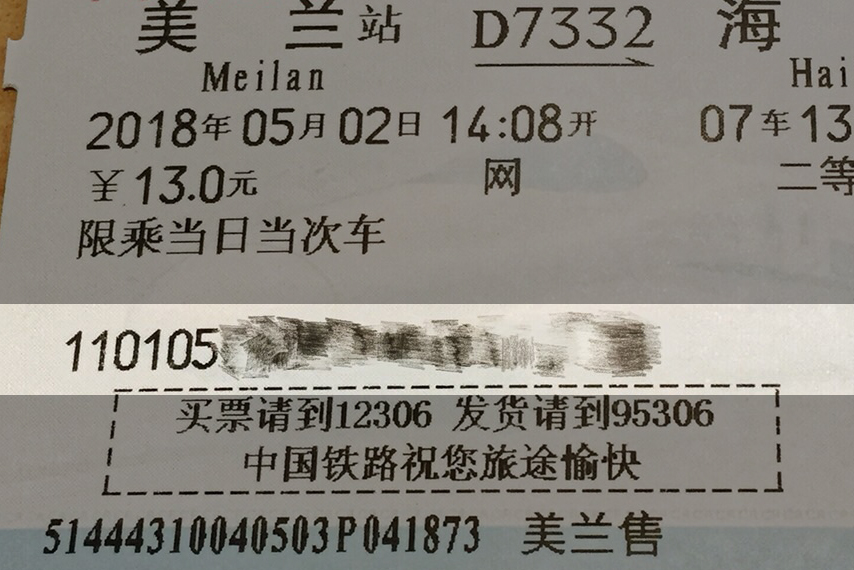 美兰站 D7332 海
Meilan Hai
2018年05月02日 14:08开 07车13
￥13.0元 网 二等
限乘当日当次车
110105
买票请到12306 发货请到95306
中国铁路祝您旅途愉快
51444310040503P041873 美兰售